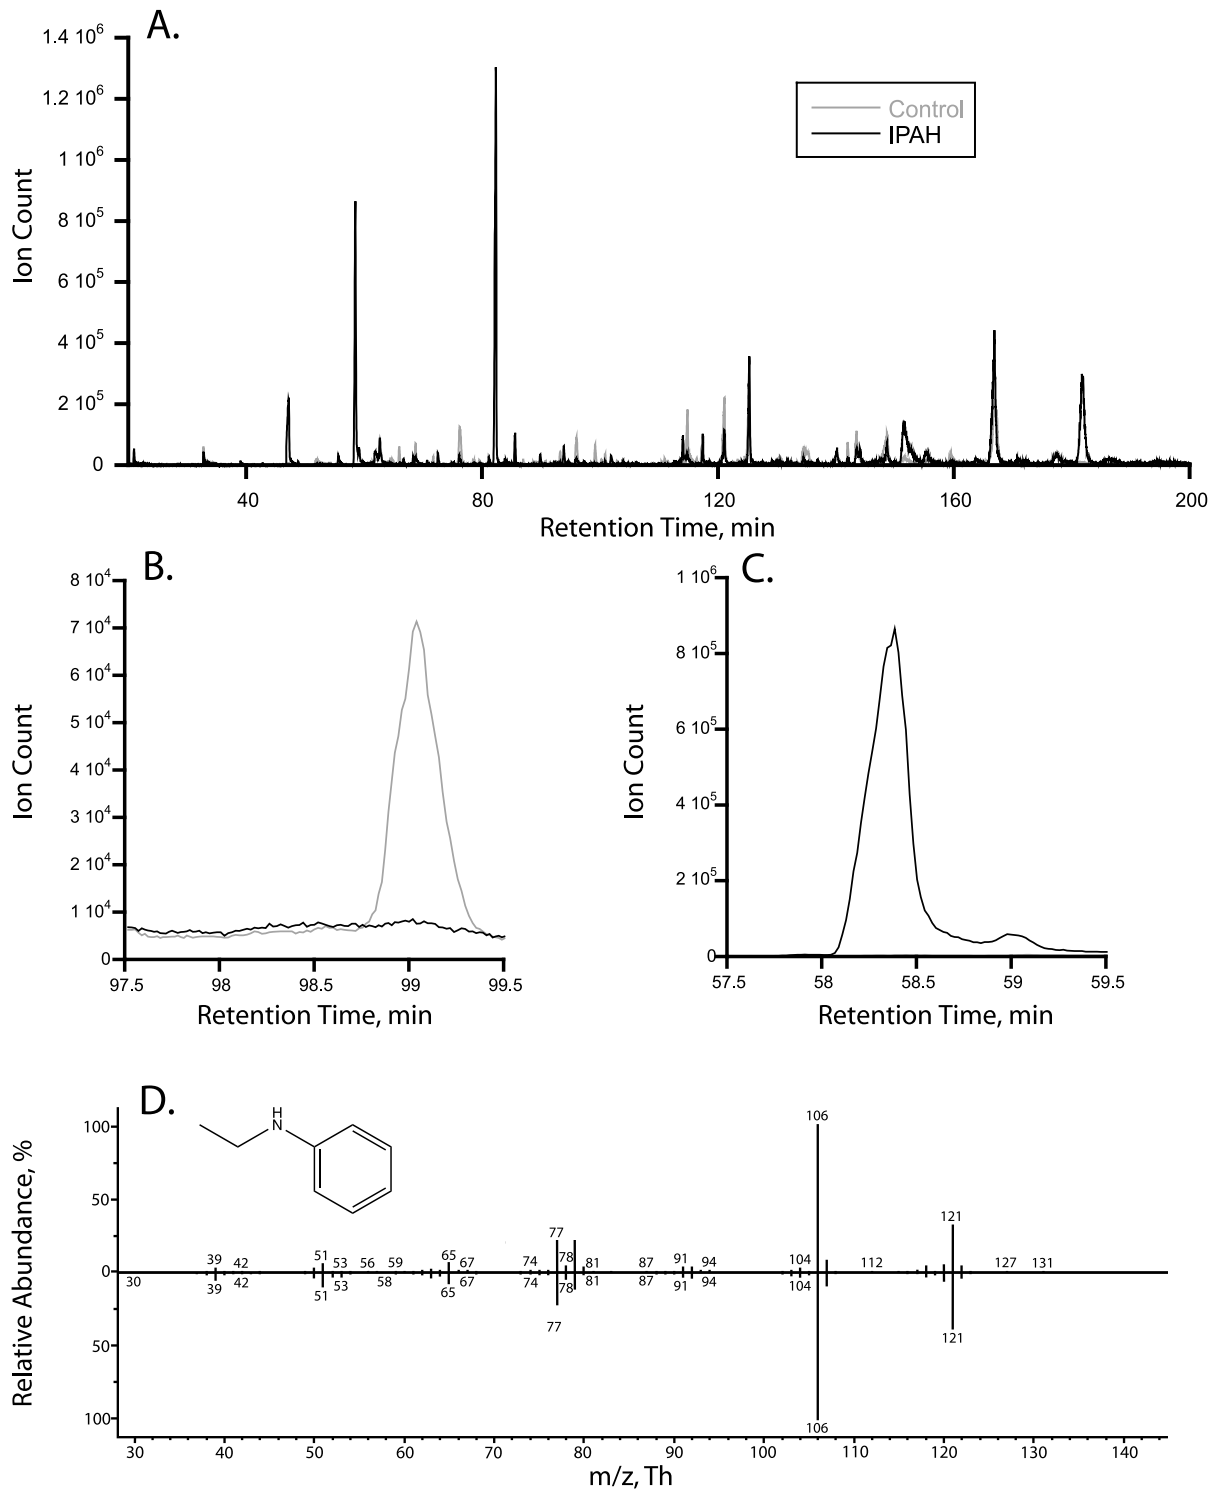 A.
1.4 10⁶
1.2 10⁶
1 10⁶
8 10⁵
6 10⁵
4 10⁵
2 10⁵
0
Ion Count
Control
IPAH
40 80 120 160 200
Retention Time, min
B.
8 10⁴
7 10⁴
6 10⁴
5 10⁴
4 10⁴
3 10⁴
2 10⁴
1 10⁴
0
Ion Count
97.5 98 98.5 99 99.5
Retention Time, min
C.
1 10⁶
8 10⁵
6 10⁵
4 10⁵
2 10⁵
0
Ion Count
57.5 58 58.5 59 59.5
Retention Time, min
D.
H
N
Relative Abundance, %
100
50
0
50
100
106
121
77
39 42 51 53 56 59 65 67 74 78 81 87 91 94 104 112 127 131
30 39 42 51 53 58 65 67 74 78 81 87 91 94 104
77
121
106
30 40 50 60 70 80 90 100 110 120 130 140
m/z, Th